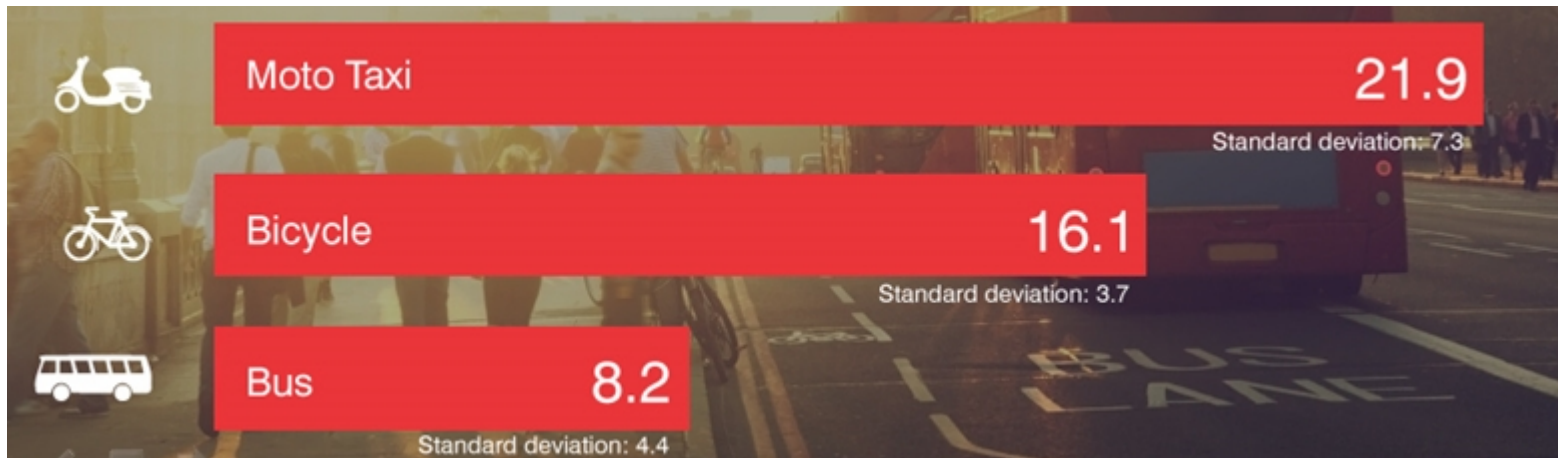 Moto Taxi 21.9
Standard deviation: 7.3
Bicycle 16.1
Standard deviation: 3.7
Bus 8.2
Standard deviation: 4.4
BUS
LANE